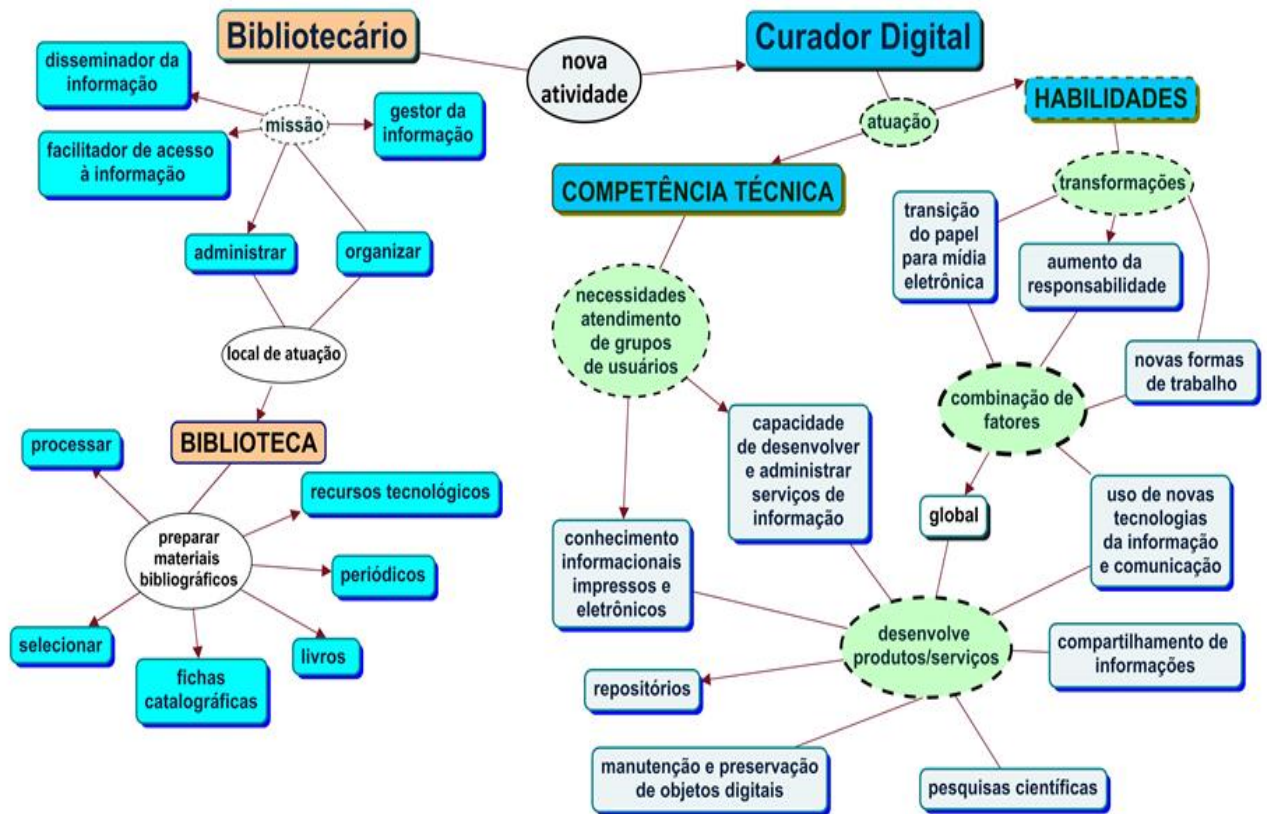 Bibliotecário
nova
atividade
Curador Digital
disseminador da
informação
missão
gestor da
informação
facilitador de acesso
à informação
administrar
organizar
local de atuação
BIBLIOTECA
processar
recursos tecnológicos
preparar
materiais
bibliográficos
periódicos
selecionar
fichas
catalográficas
livros
atuação
HABILIDADES
COMPETÊNCIA TÉCNICA
transformações
transição
do papel
para mídia
eletrônica
aumento da
responsabilidade
novas formas
de trabalho
necessidades
atendimento
de grupos
de usuários
combinação de
fatores
capacidade
de desenvolver
e administrar
serviços de
informação
global
uso de novas
tecnologias
da informação
e comunicação
conhecimento
informacionais
impressos e
eletrônicos
desenvolve
produtos/serviços
compartilhamento de
informações
repositórios
manutenção e preservação
de objetos digitais
pesquisas científicas